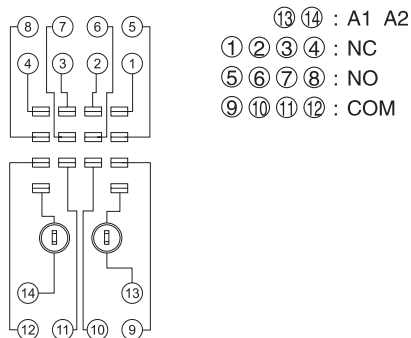 ⑧ ⑦ ⑥ ⑤
④ ③ ② ①
⑭ ⑬
⑫ ⑪ ⑩ ⑨
⑬ ⑭ : A1 A2
① ② ③ ④ : NC
⑤ ⑥ ⑦ ⑧ : NO
⑨ ⑩ ⑪ ⑫ : COM